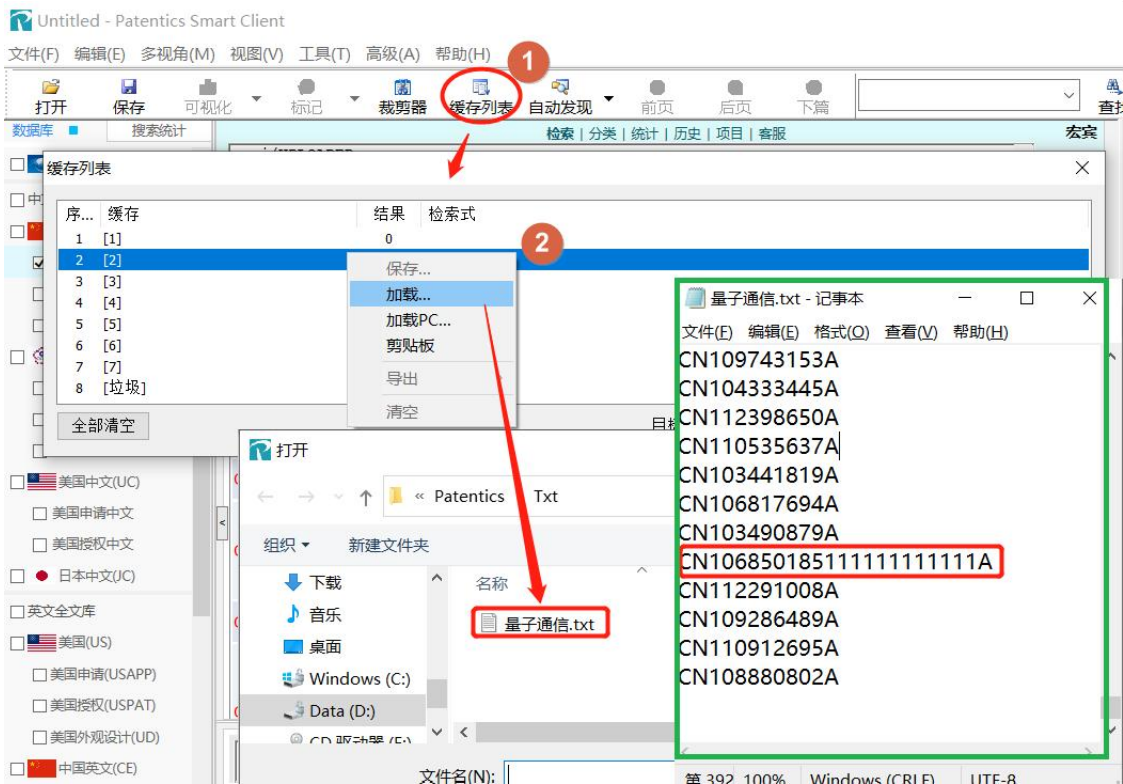 Untitled - Patentics Smart Client
文件(F) 编辑(E) 多视角(M) 视图(V) 工具(T) 高级(A) 帮助(H)
1
打开 保存 可视化 标记 裁剪器 缓存列表 自动发现 前页 后页 下篇
数据库 搜索统计 检索 | 分类 | 统计 | 历史 | 项目 | 客服 宏宾
缓存列表
序... 缓存 结果 检索式
1 [1] 0
2 [2]
3 [3]
4 [4]
5 [5]
6 [6]
7 [7]
8 [垃圾]
全部清空
2
保存...
加载...
加载PC...
剪贴板
导出
清空
美国中文(UC)
美国申请中文
美国授权中文
日本中文(JC)
英文全文库
美国(US)
美国申请(USAPP)
美国授权(USPAT)
美国外观设计(UD)
中国英文(CE)
打开
« Patentics Txt
组织 新建文件夹
下载
音乐
桌面
Windows (C:)
Data (D:)
名称
量子通信.txt
文件名(N):
量子通信.txt - 记事本
文件(F) 编辑(E) 格式(O) 查看(V) 帮助(H)
CN109743153A
CN104333445A
CN112398650A
CN110535637A
CN103441819A
CN106817694A
CN103490879A
CN106850185111111111111A
CN112291008A
CN109286489A
CN110912695A
CN108880802A
第 392 100% Windows (CRLF) UTF-8